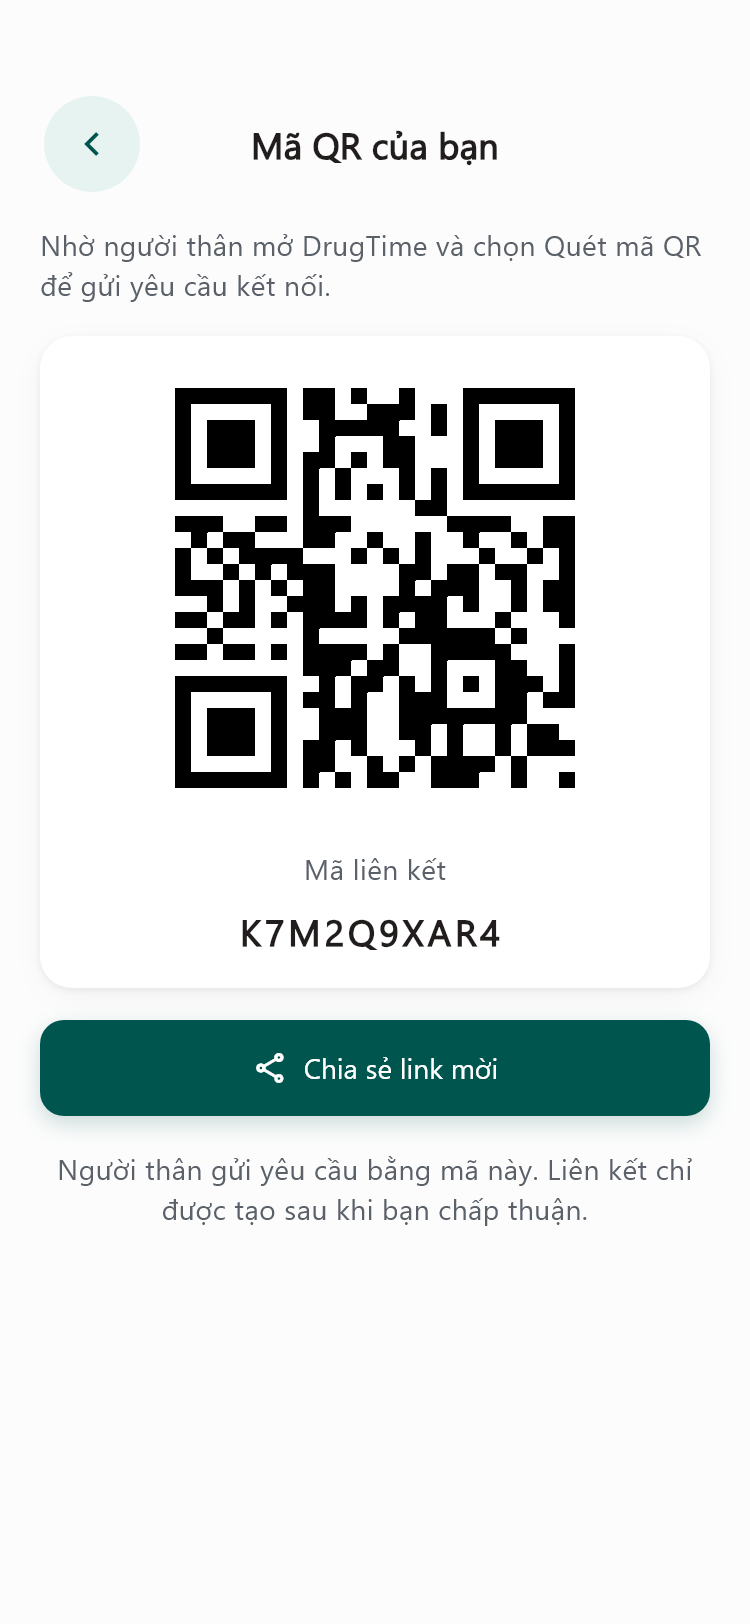 Mã QR của bạn
Nhờ người thân mở DrugTime và chọn Quét mã QR
để gửi yêu cầu kết nối.
Mã liên kết
K7M2Q9XAR4
Chia sẻ link mời
Người thân gửi yêu cầu bằng mã này. Liên kết chỉ
được tạo sau khi bạn chấp thuận.